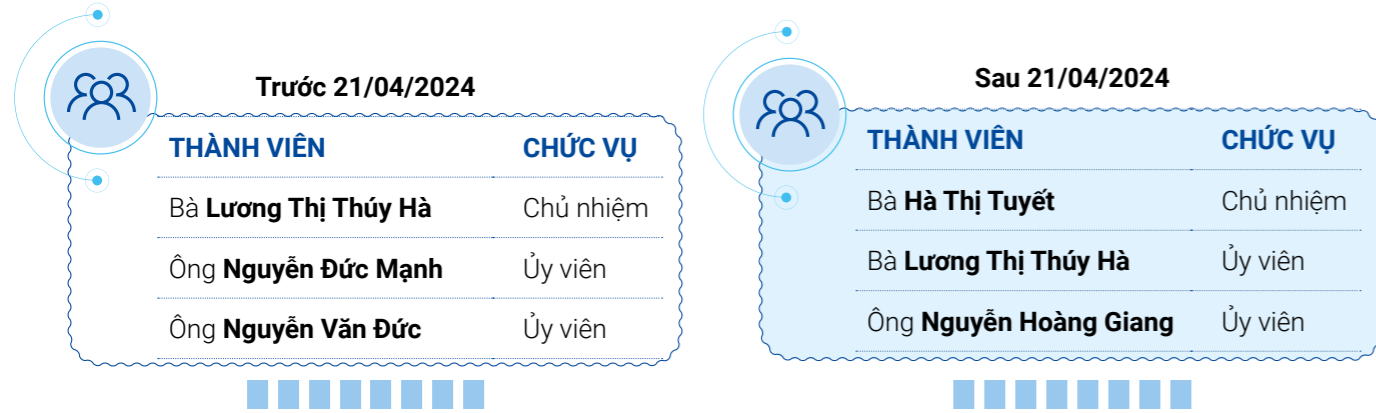 Trước 21/04/2024
THÀNH VIÊN CHỨC VỤ
Bà Lương Thị Thúy Hà Chủ nhiệm
Ông Nguyễn Đức Mạnh Ủy viên
Ông Nguyễn Văn Đức Ủy viên
Sau 21/04/2024
THÀNH VIÊN CHỨC VỤ
Bà Hà Thị Tuyết Chủ nhiệm
Bà Lương Thị Thúy Hà Ủy viên
Ông Nguyễn Hoàng Giang Ủy viên